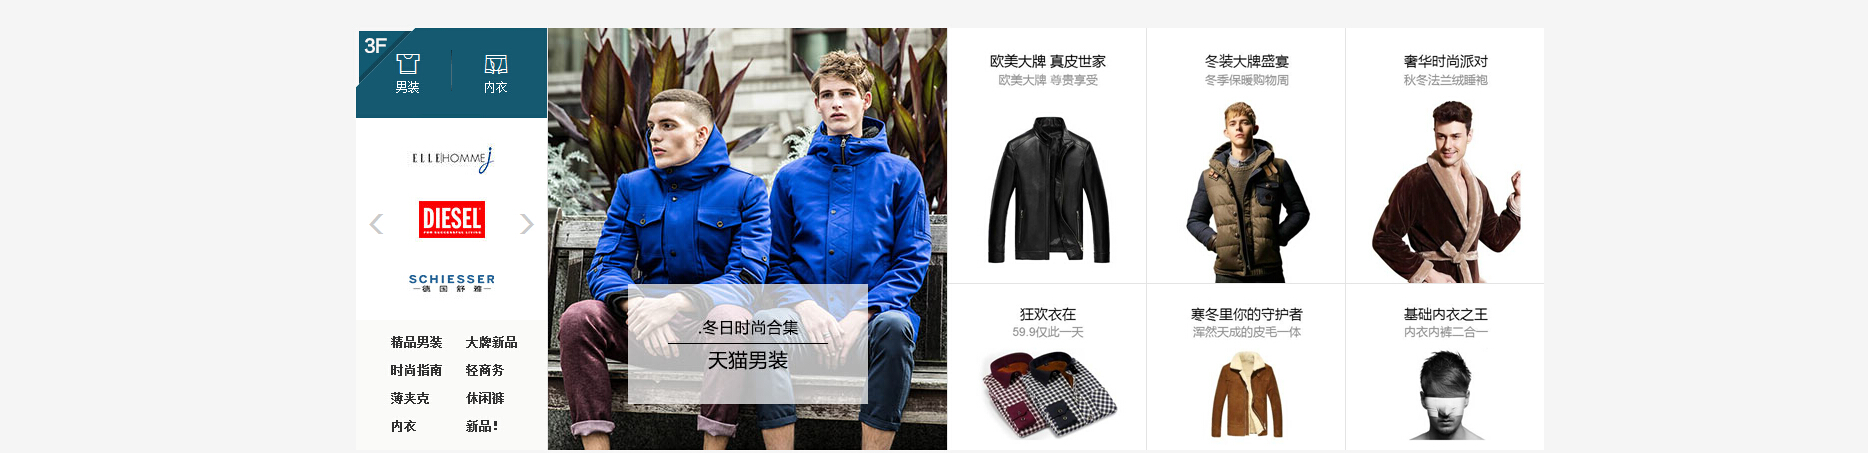 3F
男装
内衣
ELLE HOMME j
DIESEL
FOR SUCCESSFUL LIVING
SCHIESSER
—德 国 舒 雅—
精品男装
大牌新品
时尚指南
轻商务
薄夹克
休闲裤
内衣
新品!
.冬日时尚合集
天猫男装
欧美大牌 真皮世家
欧美大牌 尊贵享受
冬装大牌盛宴
冬季保暖购物周
奢华时尚派对
秋冬法兰绒睡袍
狂欢衣在
59.9仅此一天
寒冬里你的守护者
浑然天成的皮毛一体
基础内衣之王
内衣内裤二合一